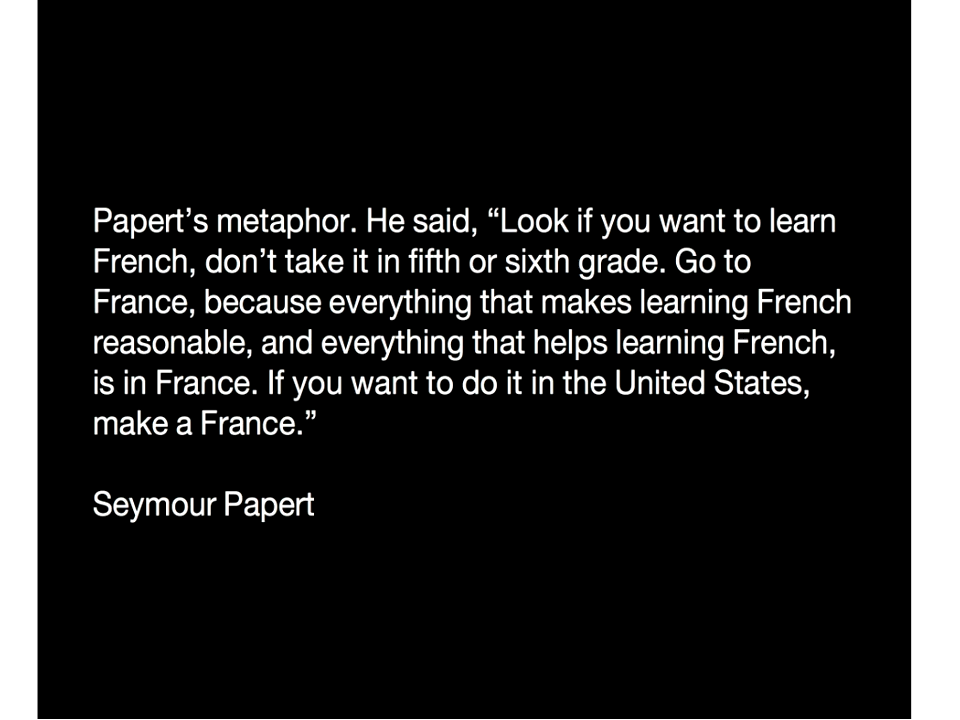 Papert’s metaphor. He said, “Look if you want to learn
French, don’t take it in fifth or sixth grade. Go to
France, because everything that makes learning French
reasonable, and everything that helps learning French,
is in France. If you want to do it in the United States,
make a France.”
Seymour Papert